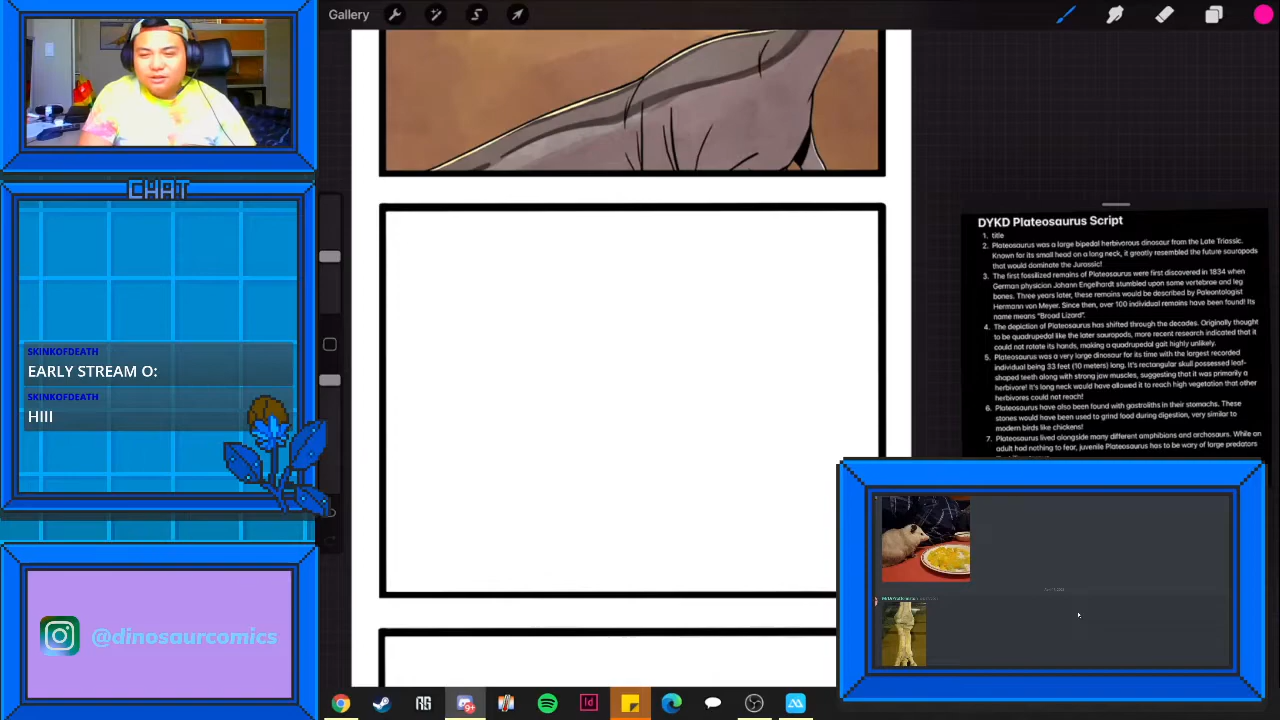 Gallery
CHAT
SKINKOFDEATH
EARLY STREAM O:
SKINKOFDEATH
HIII
@dinosaurcomics
DYKD Plateosaurus Script
1. title
2. Plateosaurus was a large bipedal herbivorous dinosaur from the Late Triassic.
Known for its small head on a long neck, it greatly resembled the future sauropods
that would dominate the Jurassic!
3. The first fossilized remains of Plateosaurus were first discovered in 1834 when
German physician Johann Engelhardt stumbled upon some vertebrae and leg
bones. Three years later, these remains would be described by Paleontologist
Hermann von Meyer. Since then, over 100 individual remains have been found! Its
name means "Broad Lizard".
4. The depiction of Plateosaurus has shifted through the decades. Originally thought
to be quadrupedal like the later sauropods, more recent research indicated that it
could not rotate its hands, making a quadrupedal gait highly unlikely.
5. Plateosaurus was a very large dinosaur for its time with the largest recorded
individual being 33 feet (10 meters) long. It's rectangular skull possessed leaf-
shaped teeth along with strong jaw muscles, suggesting that it was primarily a
herbivore! It's long neck would have allowed it to reach high vegetation that other
herbivores could not reach!
6. Plateosaurus have also been found with gastroliths in their stomachs. These
stones would have been used to grind food during digestion, very similar to
modern birds like chickens!
7. Plateosaurus lived alongside many different amphibions and archosaurs. While an
adult had nothing to fear, juvenile Plateosaurus has to be wary of large predators
Id